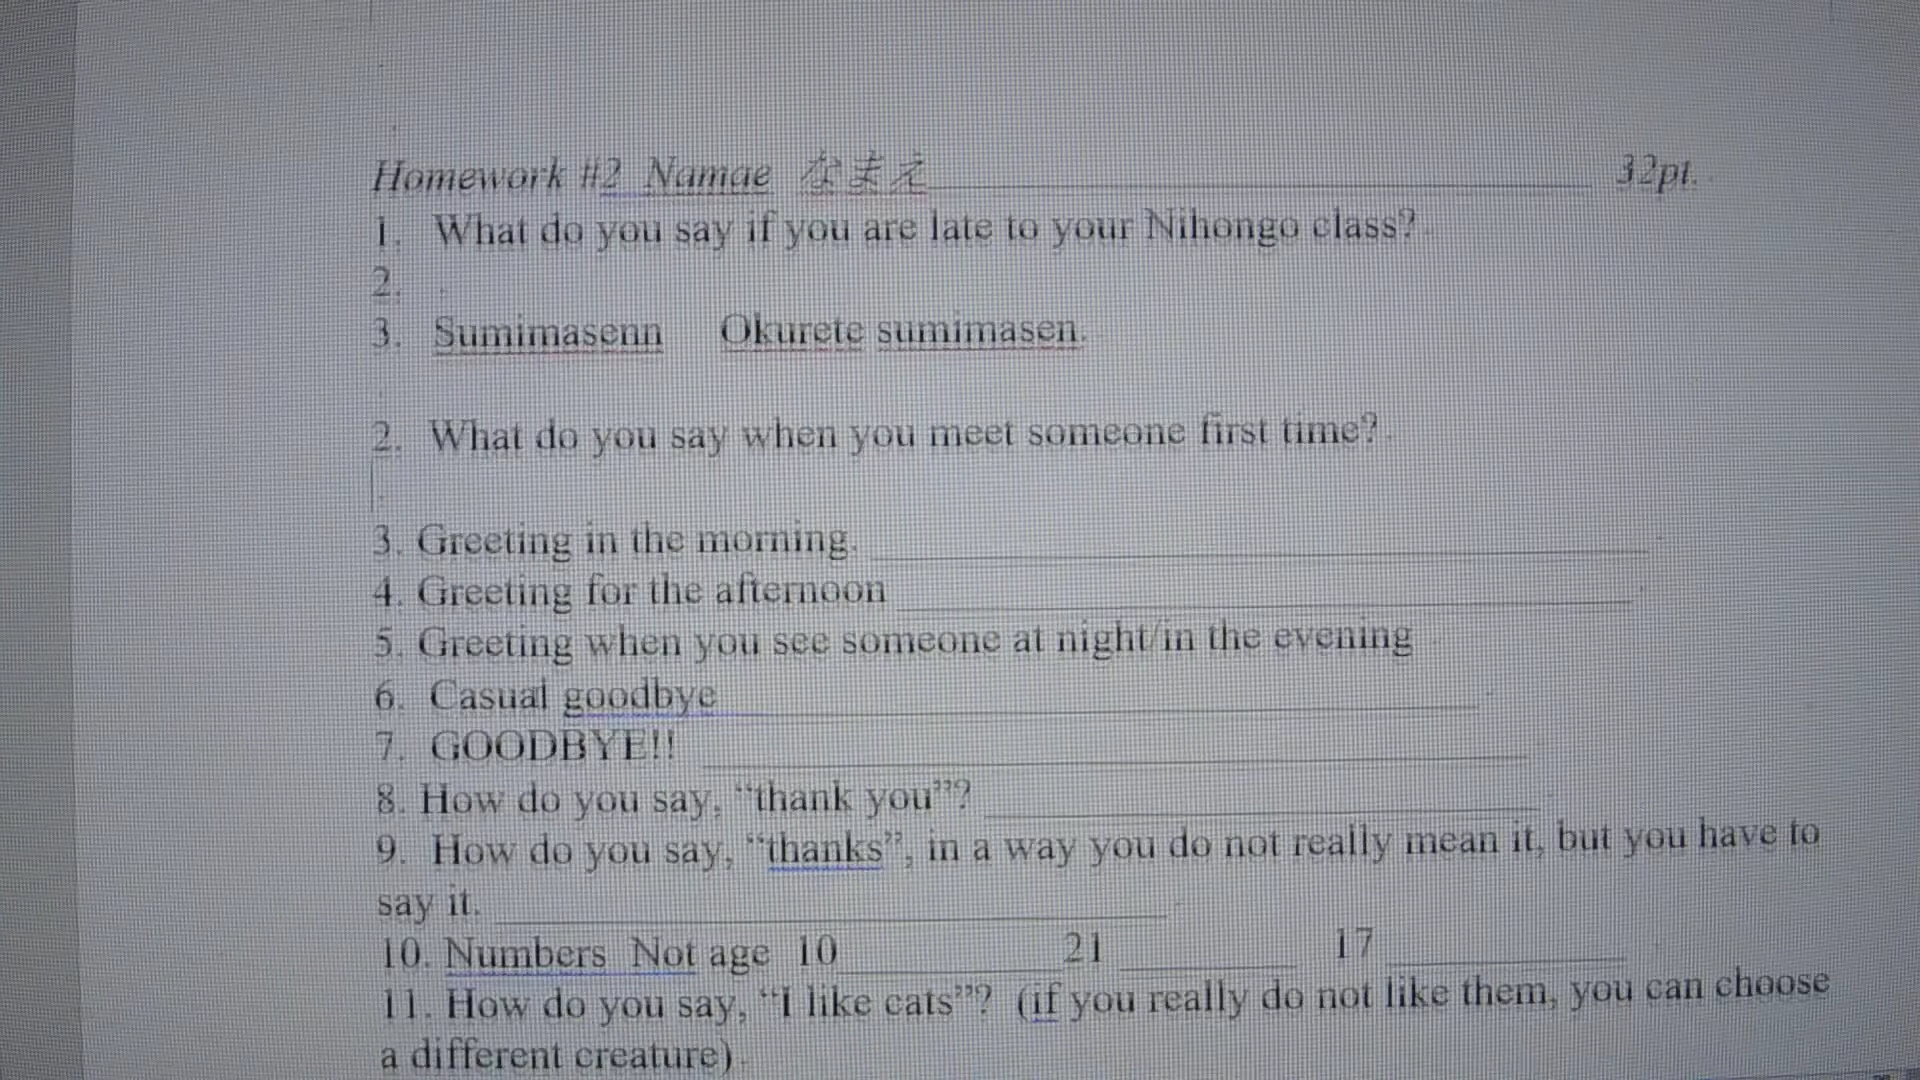 Homework #2 Namae なまえ 32pt.
1. What do you say if you are late to your Nihongo class?
2.
3. Sumimasenn Okurete sumimasen.
2. What do you say when you meet someone first time?
3. Greeting in the morning.
4. Greeting for the afternoon
5. Greeting when you see someone at night/in the evening
6. Casual goodbye
7. GOODBYE!!
8. How do you say, “thank you”?
9. How do you say, “thanks”, in a way you do not really mean it, but you have to
say it.
10. Numbers Not age 10 21 17
11. How do you say, “I like cats”? (if you really do not like them, you can choose
a different creature)